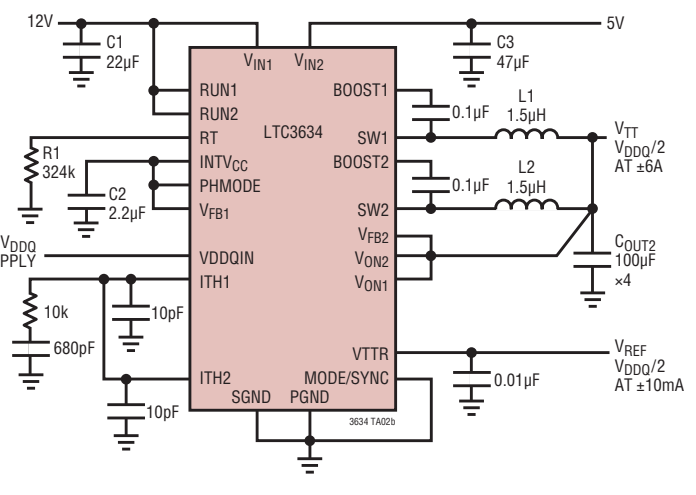 12V
5V
C1
22µF
C3
47µF
VIN1
VIN2
RUN1
BOOST1
RUN2
0.1µF
L1
1.5µH
LTC3634
RT
SW1
VTT
VDDQ/2
AT ±6A
R1
324k
INTVCC
BOOST2
C2
2.2µF
PHMODE
0.1µF
L2
1.5µH
VFB1
SW2
VFB2
VDDQ
PPLY
VDDQIN
VON2
COUT2
100µF
×4
ITH1
VON1
10k
10pF
680pF
VTTR
VREF
VDDQ/2
AT ±10mA
ITH2
MODE/SYNC
0.01µF
10pF
SGND
PGND
3634 TA02b